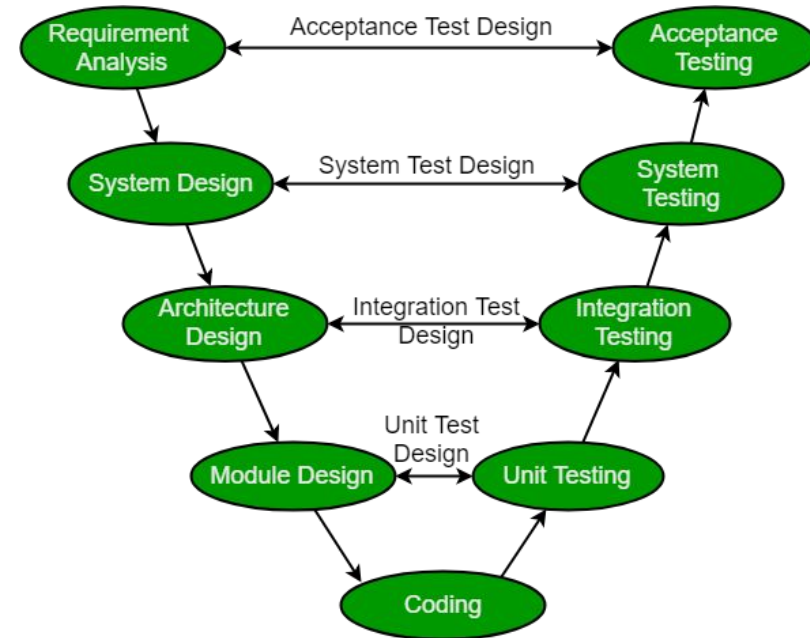 Requirement
Analysis
Acceptance Test Design
Acceptance
Testing
System Design
System Test Design
System
Testing
Architecture
Design
Integration Test
Design
Integration
Testing
Module Design
Unit Test
Design
Unit Testing
Coding